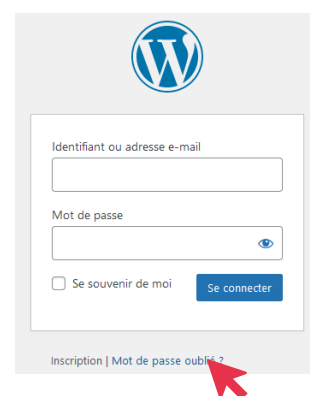 Identifiant ou adresse e-mail
Mot de passe
Se souvenir de moi
Se connecter
Inscription | Mot de passe oublié ?